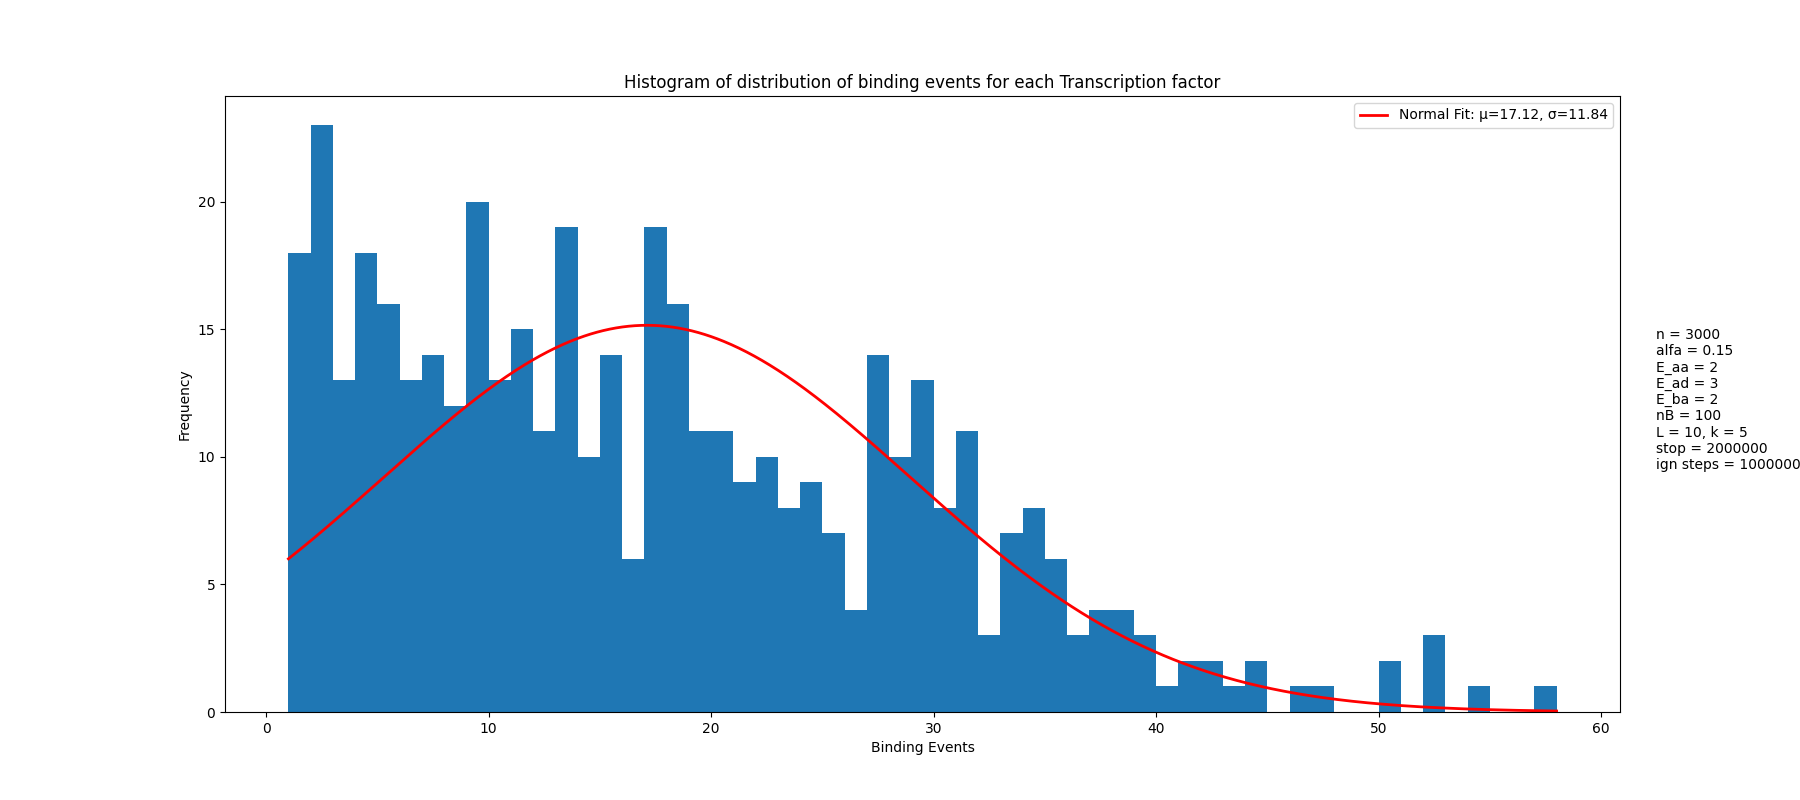 Histogram of distribution of binding events for each Transcription factor
Normal Fit: μ=17.12, σ=11.84
Frequency
20
15
10
5
0
0 10 20 30 40 50 60
Binding Events
n = 3000
alfa = 0.15
E_aa = 2
E_ad = 3
E_ba = 2
nB = 100
L = 10, k = 5
stop = 2000000
ign steps = 1000000